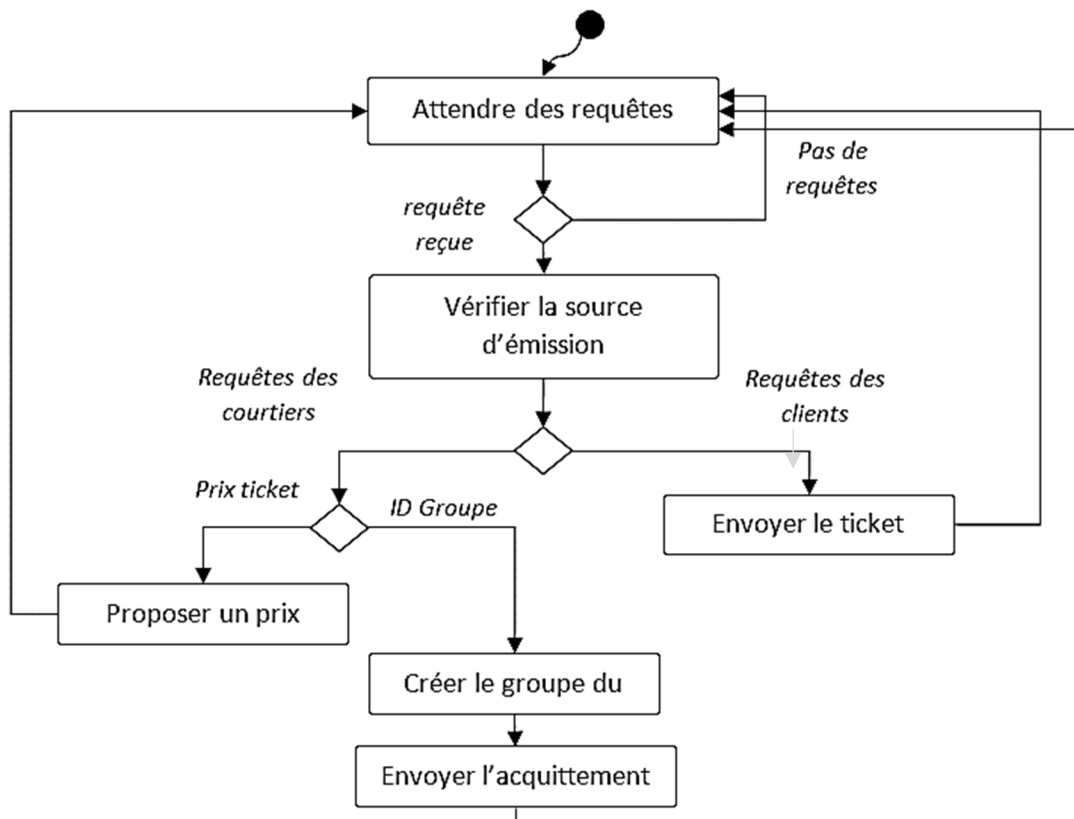 Attendre des requêtes
Pas de
requêtes
requête
reçue
Vérifier la source
d’émission
Requêtes des
courtiers
Requêtes des
clients
Prix ticket
ID Groupe
Envoyer le ticket
Proposer un prix
Créer le groupe du
Envoyer l’acquittement